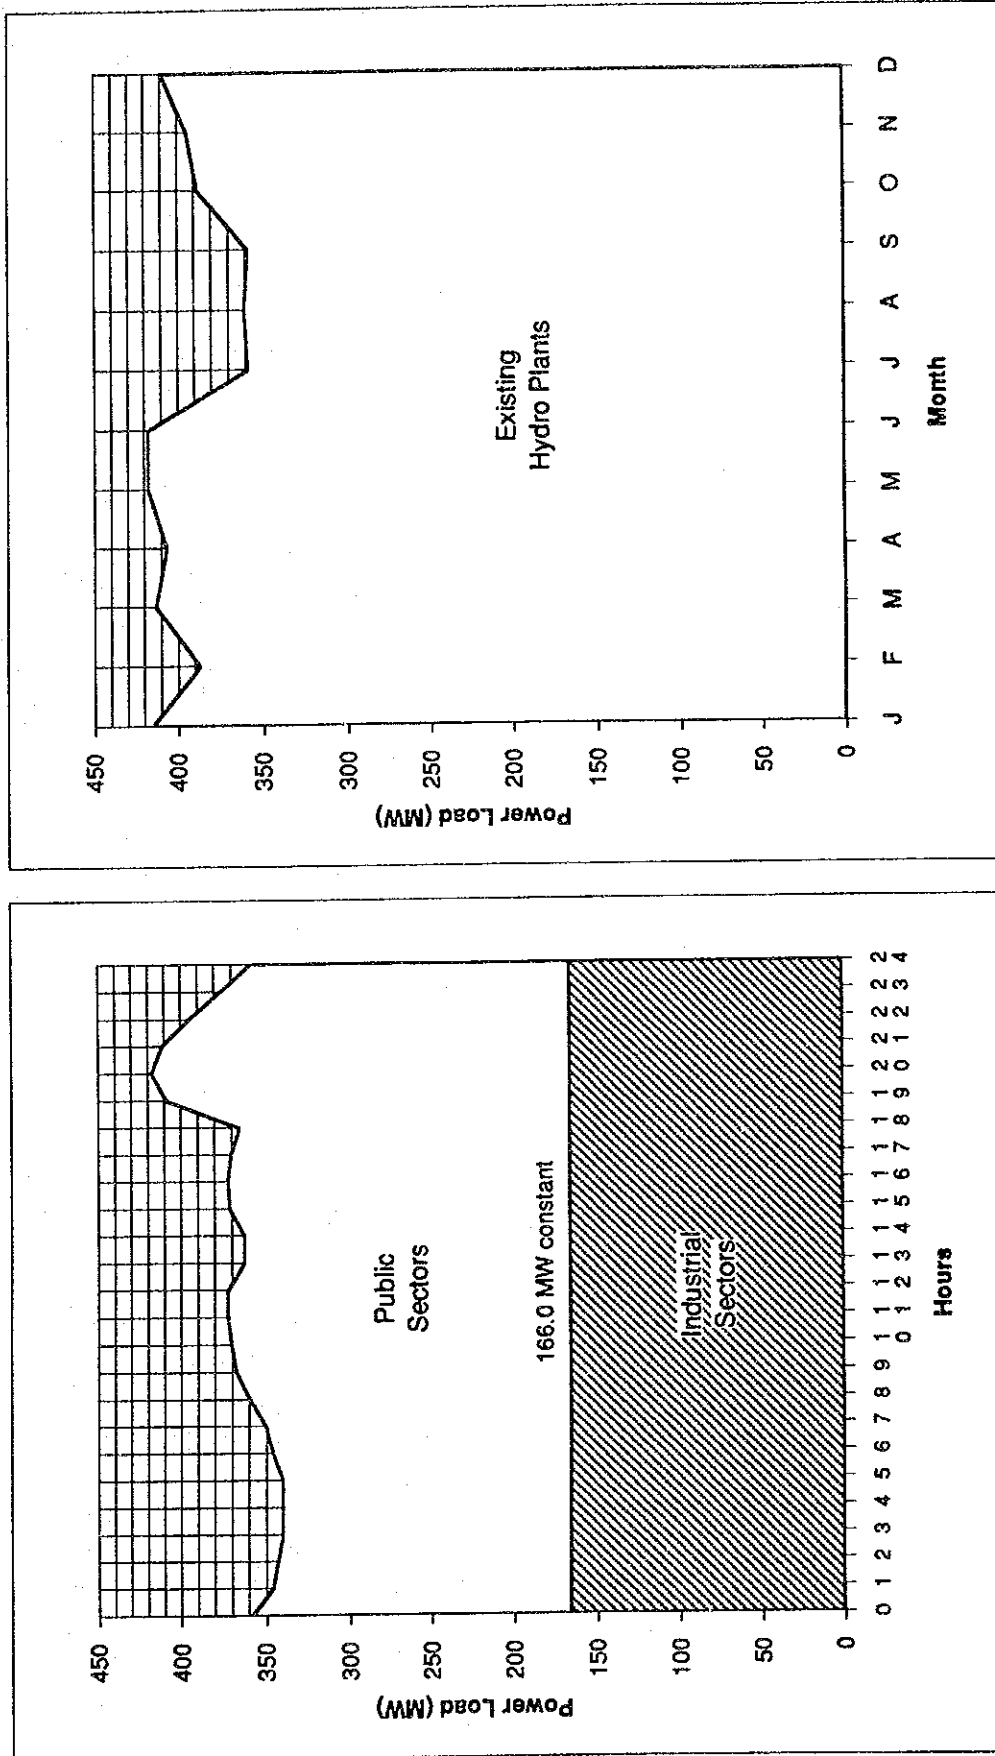 450
400
350
300
250
200
150
100
50
0
Power Load (MW)
Public
Sectors
166.0 MW constant
Industrial
Sectors
0 1 2 3 4 5 6 7 8 9 10 11 12 13 14 15 16 17 18 19 20 21 22 23 24
Hours
450
400
350
300
250
200
150
100
50
0
Power Load (MW)
Existing
Hydro Plants
J F M A M J J A S O N D
Month